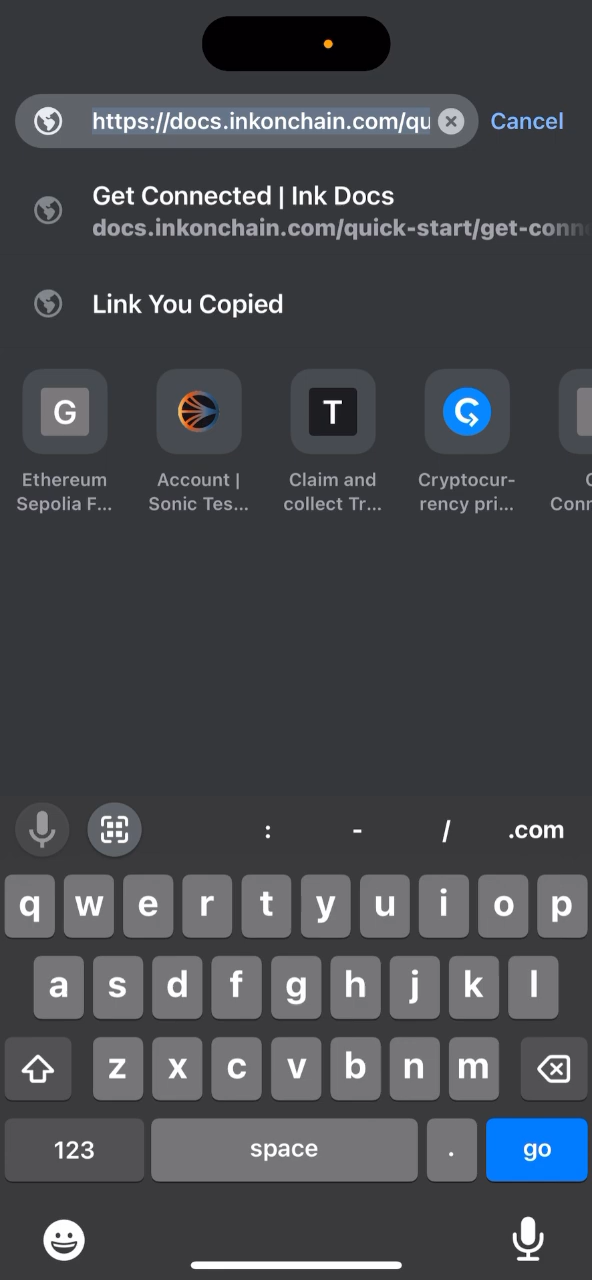 https://docs.inkonchain.com/qu
Cancel
Get Connected | Ink Docs
docs.inkonchain.com/quick-start/get-conn
Link You Copied
G
T
Ethereum
Sepolia F...
Account |
Sonic Tes...
Claim and
collect Tr...
Cryptocur-
rency pri...
Conn
: - / .com
q w e r t y u i o p
a s d f g h j k l
z x c v b n m
123 space . go